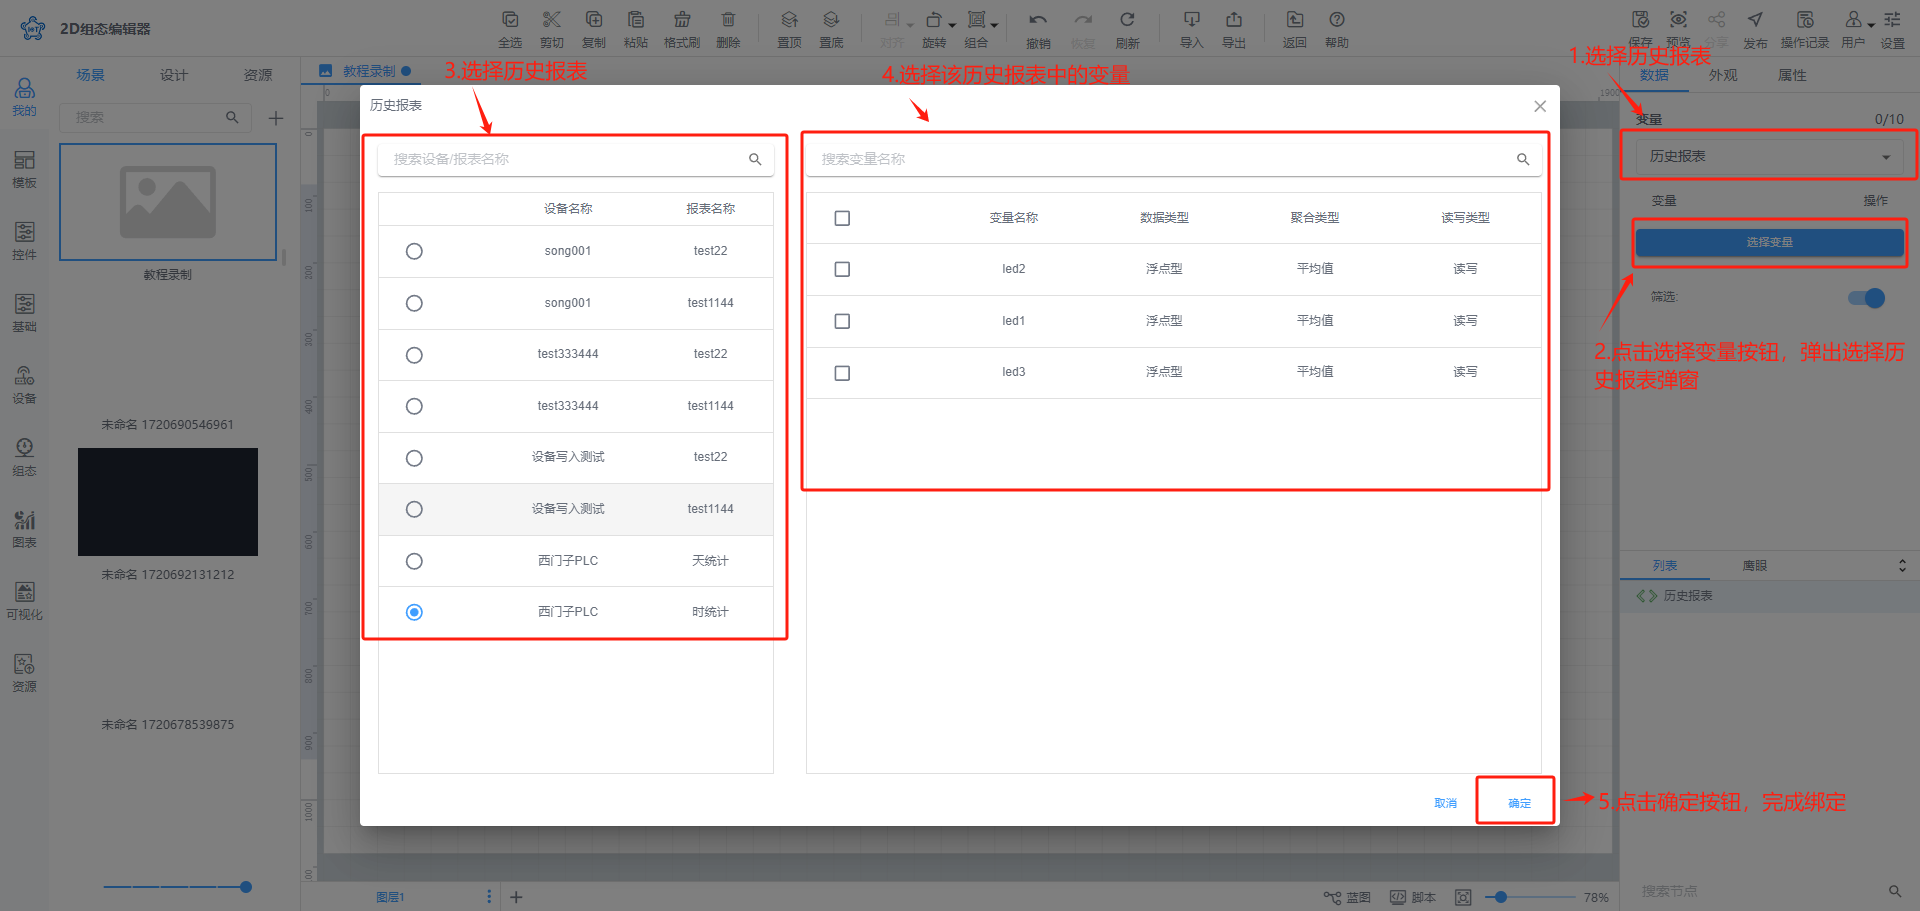 2D组态编辑器
全选 剪切 复制 粘贴 格式刷 删除 置顶 置底 对齐 旋转 组合 撤销 恢复 刷新 导入 导出 返回 帮助
保存 预览 分享 发布 操作记录 用户 设置
我的
模板
控件
基础
设备
组态
图表
可视化
资源
场景 设计 资源
搜索
教程录制
未命名 1720690546961
未命名 1720692131212
未命名 1720678539875
教程录制
3.选择历史报表
4.选择该历史报表中的变量
1.选择历史报表
0
1900
0
100
200
300
400
500
600
700
800
900
1000
历史报表
搜索设备/报表名称
设备名称 报表名称
song001 test22
song001 test1144
test333444 test22
test333444 test1144
设备写入测试 test22
设备写入测试 test1144
西门子PLC 天统计
西门子PLC 时统计
搜索变量名称
变量名称 数据类型 聚合类型 读写类型
led2 浮点型 平均值 读写
led1 浮点型 平均值 读写
led3 浮点型 平均值 读写
取消 确定
5.点击确定按钮，完成绑定
数据 外观 属性
变量 0/10
历史报表
变量 操作
选择变量
筛选:
2.点击选择变量按钮，弹出选择历
史报表弹窗
列表 鹰眼
历史报表
搜索节点
图层1
蓝图 脚本 78%